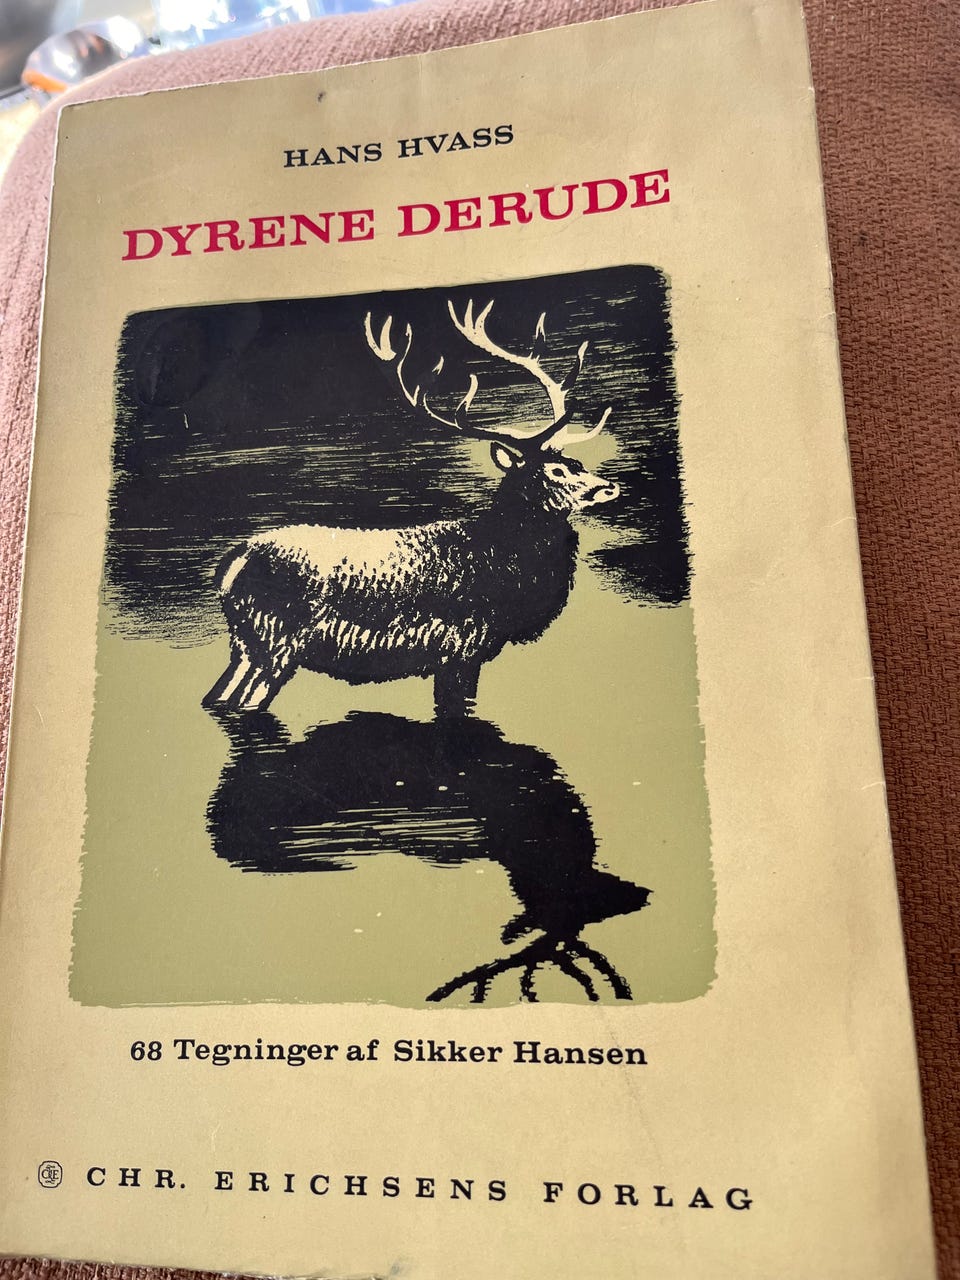 HANS HVASS
DYRENE DERUDE
68 Tegninger af Sikker Hansen
CHR. ERICHSENS FORLAG